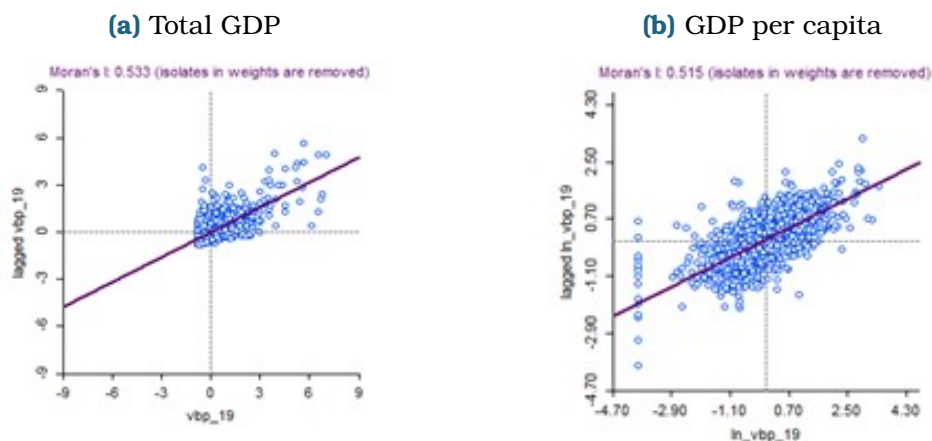 (a) Total GDP
Moran's I: 0.533 (isolates in weights are removed)
9
6
3
0
-3
-6
-9
lagged vbp_19
-9 -6 -3 0 3 6 9
vbp_19
(b) GDP per capita
Moran's I: 0.515 (isolates in weights are removed)
4.30
2.50
0.70
-1.10
-2.90
-4.70
lagged ln_vbp_19
-4.70 -2.90 -1.10 0.70 2.50 4.30
ln_vbp_19